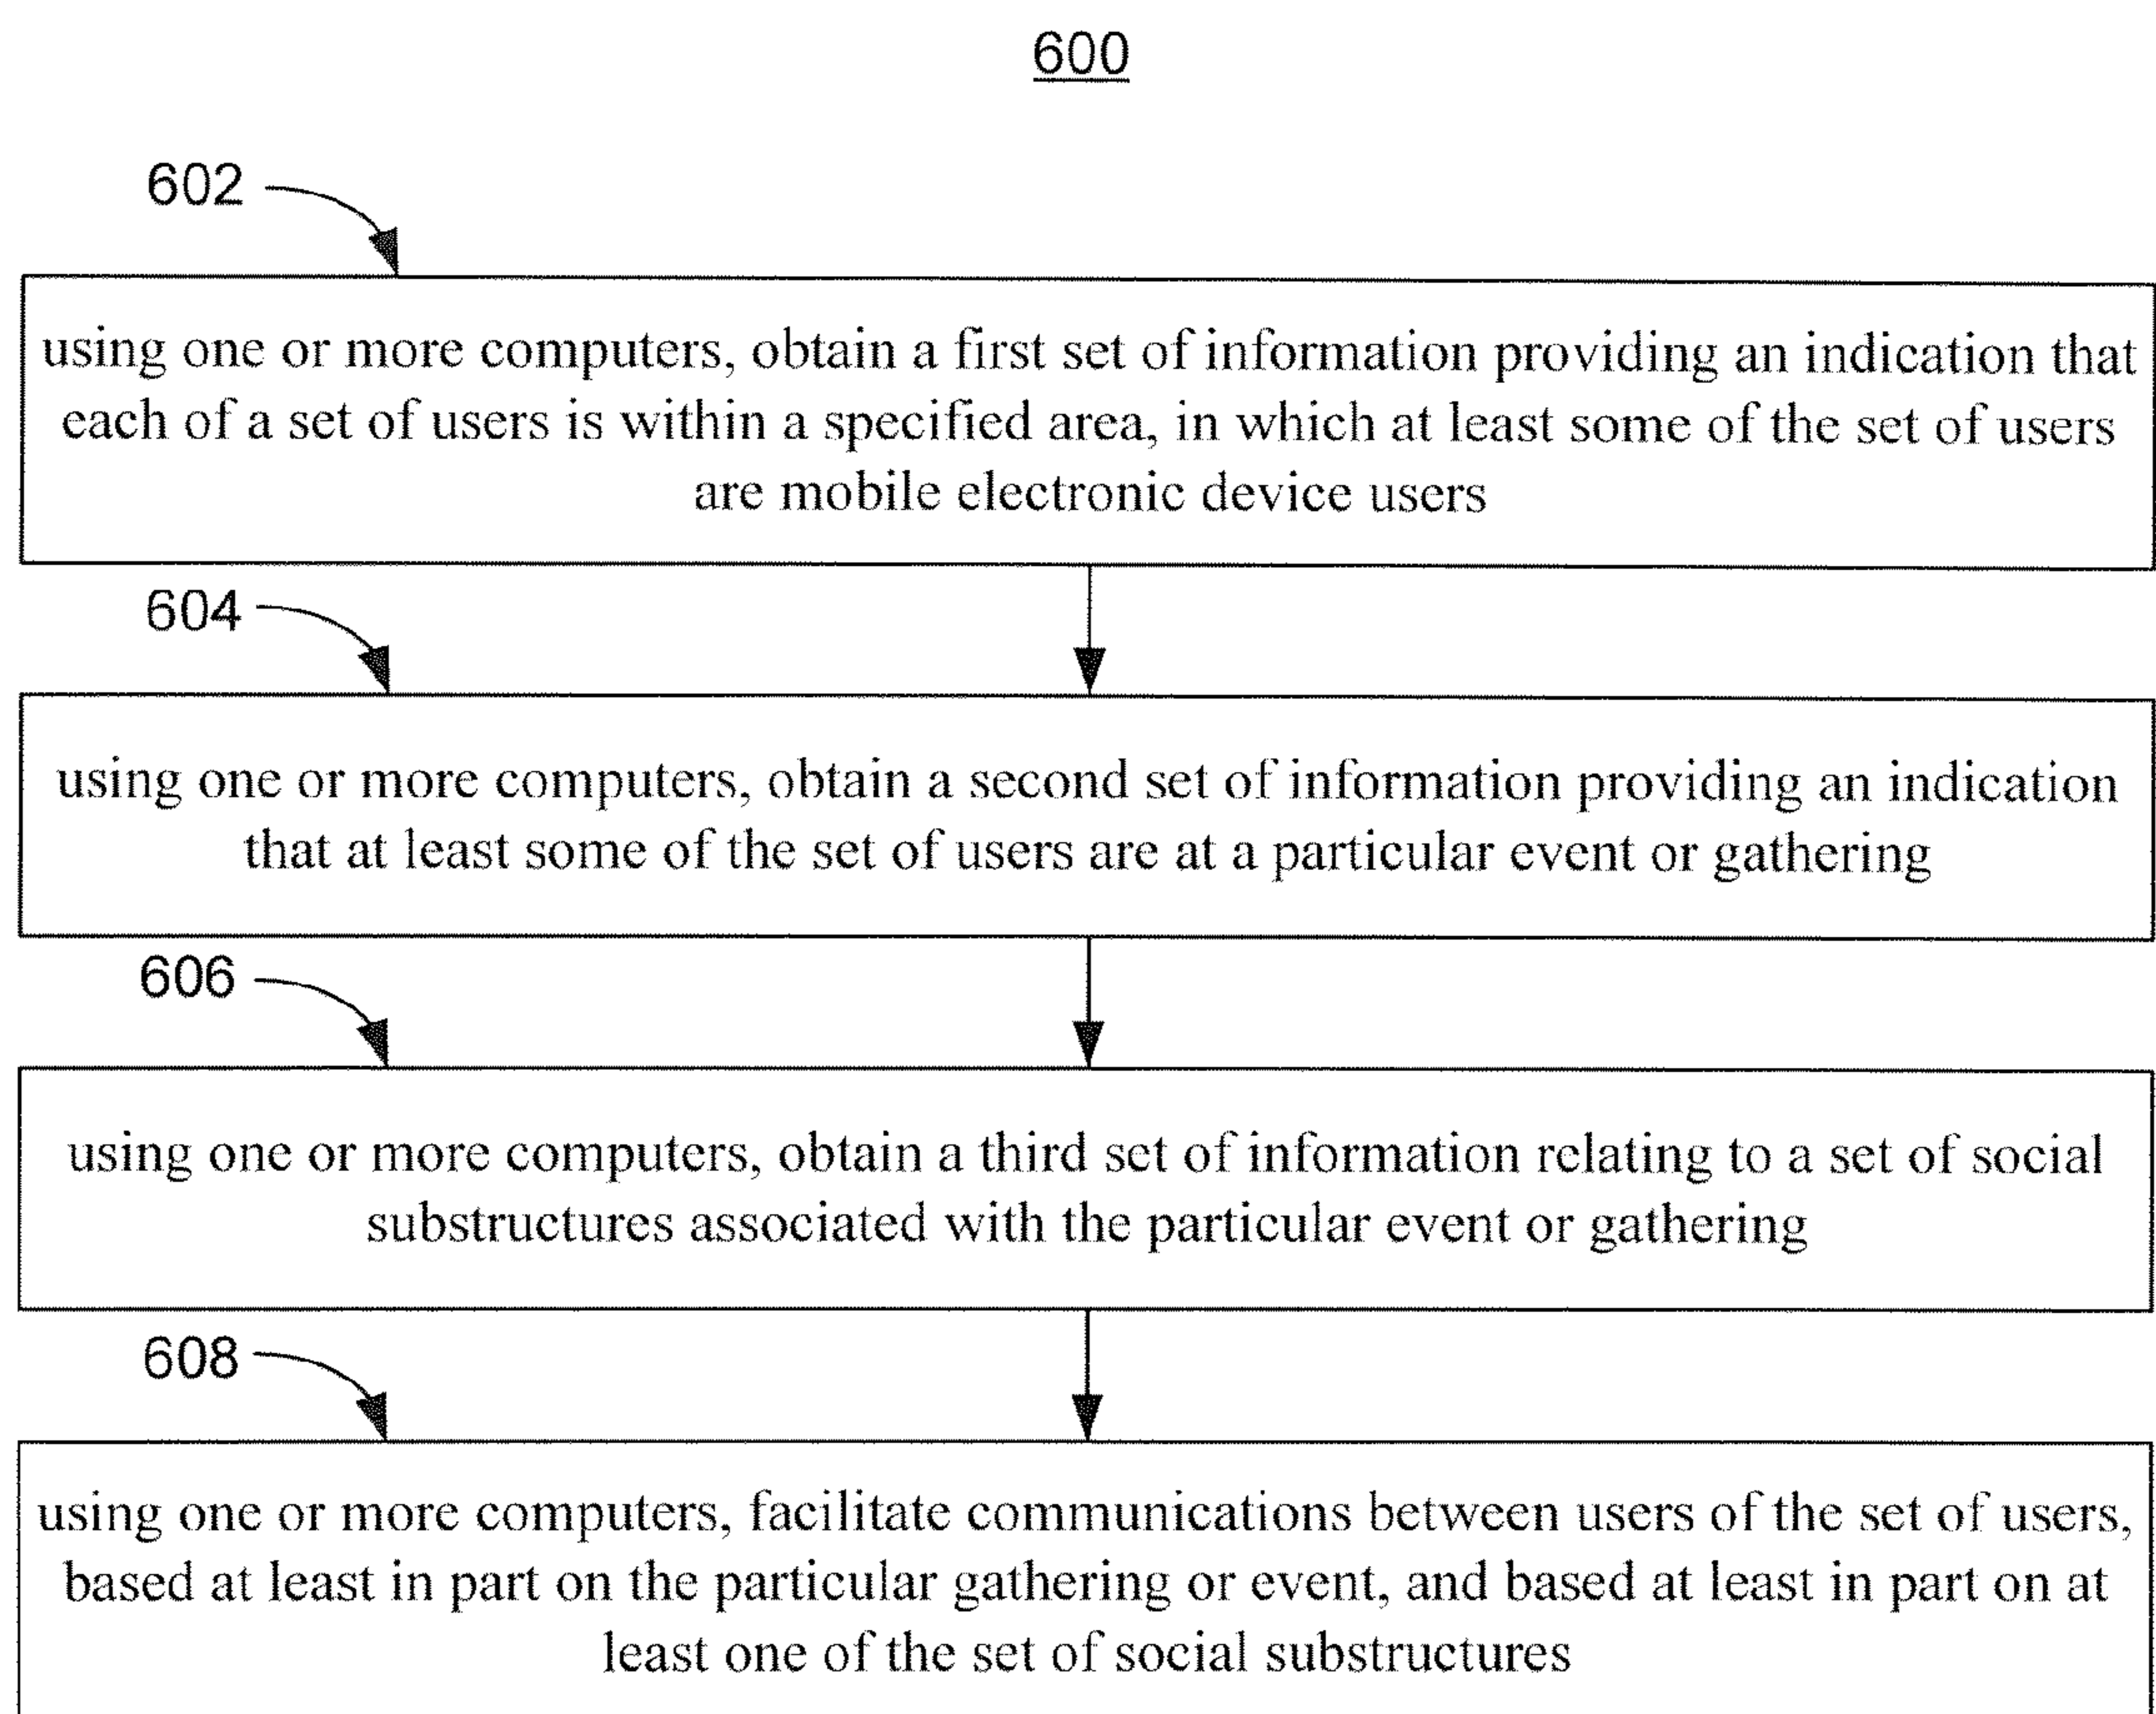 600
602
using one or more computers, obtain a first set of information providing an indication that
each of a set of users is within a specified area, in which at least some of the set of users
are mobile electronic device users
604
using one or more computers, obtain a second set of information providing an indication
that at least some of the set of users are at a particular event or gathering
606
using one or more computers, obtain a third set of information relating to a set of social
substructures associated with the particular event or gathering
608
using one or more computers, facilitate communications between users of the set of users,
based at least in part on the particular gathering or event, and based at least in part on at
least one of the set of social substructures